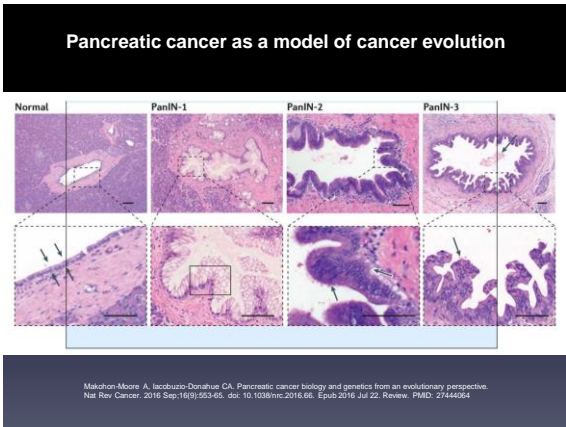 Pancreatic cancer as a model of cancer evolution
Normal PanIN-1 PanIN-2 PanIN-3
Makohon-Moore A, Iacobuzio-Donahue CA. Pancreatic cancer biology and genetics from an evolutionary perspective.
Nat Rev Cancer. 2016 Sep;16(9):553-65. doi: 10.1038/nrc.2016.66. Epub 2016 Jul 22. Review. PMID: 27444064